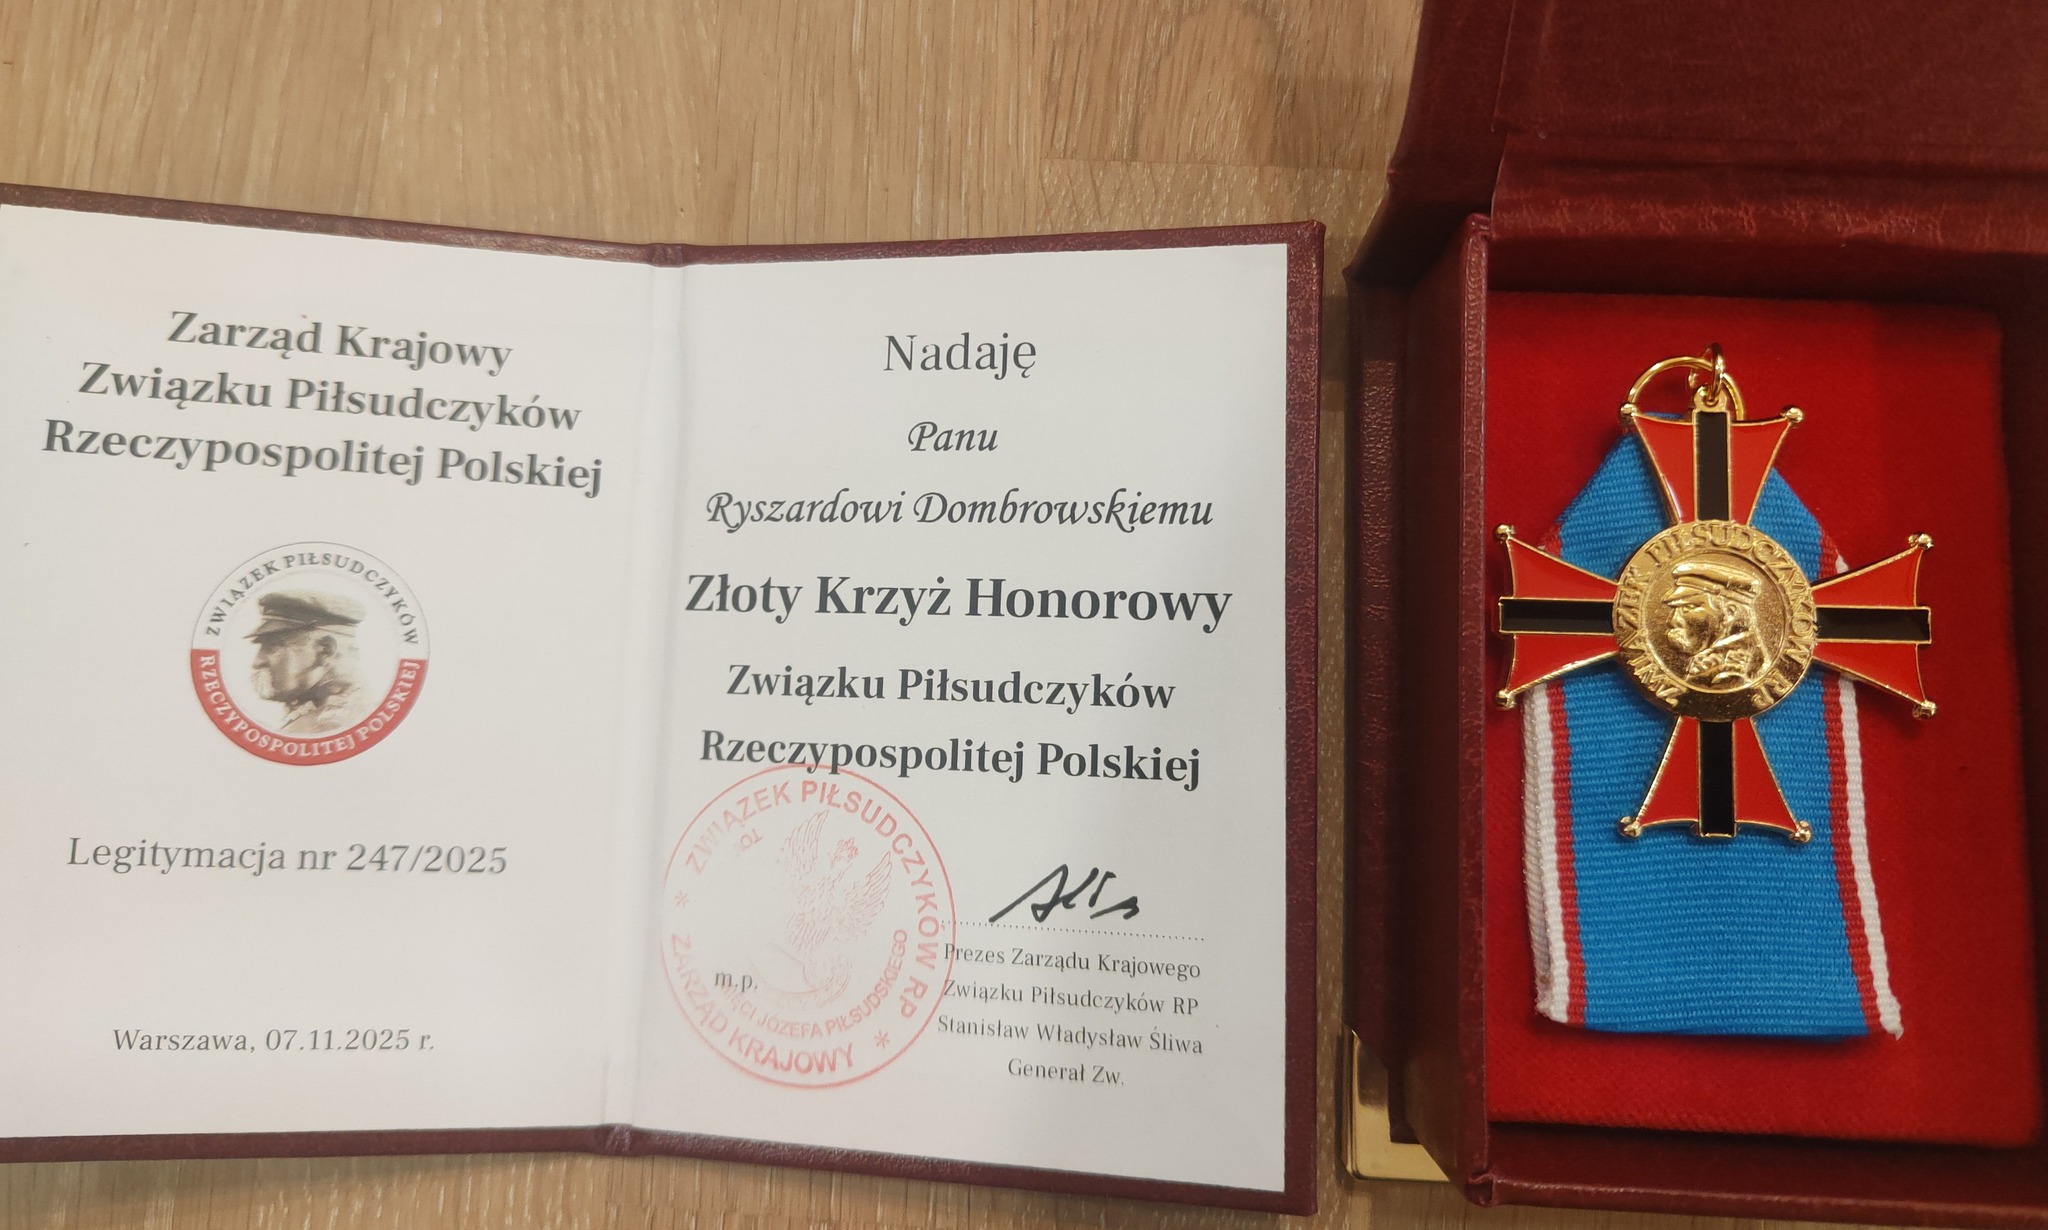 Zarząd Krajowy
Związku Piłsudczyków
Rzeczypospolitej Polskiej
ZWIĄZEK PIŁSUDCZYKÓW
RZECZYPOSPOLITEJ POLSKIEJ
Legitymacja nr 247/2025
Warszawa, 07.11.2025 r.
Nadaję
Panu
Ryszardowi Dombrowskiemu
Złoty Krzyż Honorowy
Związku Piłsudczyków
Rzeczypospolitej Polskiej
ZWIĄZEK PIŁSUDCZYKÓW RP
JÓZEFA PIŁSUDSKIEGO
* ZARZĄD KRAJOWY *
m.p.
Prezes Zarządu Krajowego
Związku Piłsudczyków RP
Stanisław Władysław Śliwa
Generał Zw.
ZWIĄZEK PIŁSUDCZYKÓW RP